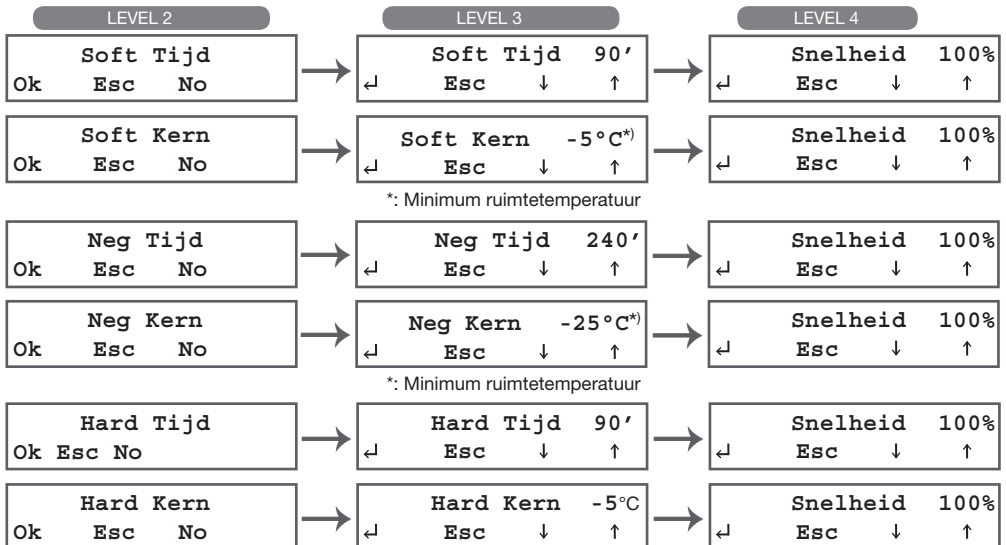 LEVEL 2 LEVEL 3 LEVEL 4
Soft Tijd Soft Tijd 90′ Snelheid 100%
Ok Esc No ↵ Esc ↓ ↑ ↵ Esc ↓ ↑
Soft Kern Soft Kern -5°C*) Snelheid 100%
Ok Esc No ↵ Esc ↓ ↑ ↵ Esc ↓ ↑
*: Minimum ruimtetemperatuur
Neg Tijd Neg Tijd 240′ Snelheid 100%
Ok Esc No ↵ Esc ↓ ↑ ↵ Esc ↓ ↑
Neg Kern Neg Kern -25°C*) Snelheid 100%
Ok Esc No ↵ Esc ↓ ↑ ↵ Esc ↓ ↑
*: Minimum ruimtetemperatuur
Hard Tijd Hard Tijd 90′ Snelheid 100%
Ok Esc No ↵ Esc ↓ ↑ ↵ Esc ↓ ↑
Hard Kern Hard Kern -5°C Snelheid 100%
Ok Esc No ↵ Esc ↓ ↑ ↵ Esc ↓ ↑